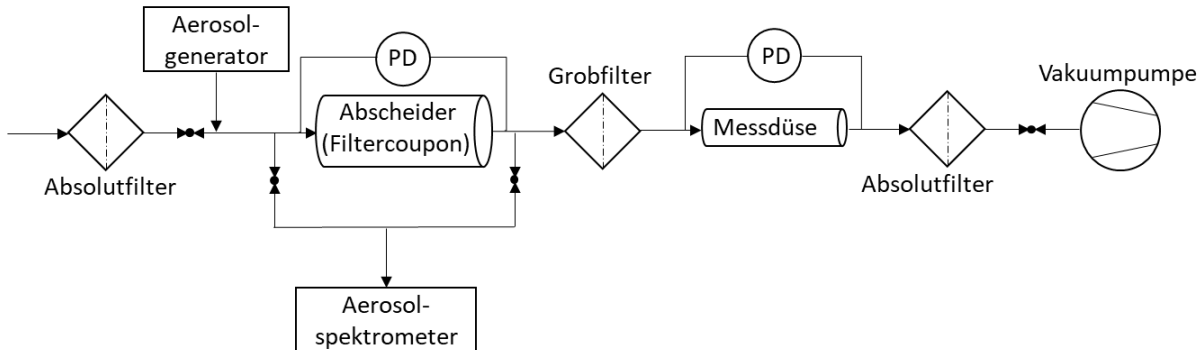 Aerosol-
generator
PD
PD
Grobfilter
Vakuumpumpe
Abscheider
(Filtercoupon)
Messdüse
Absolutfilter
Absolutfilter
Aerosol-
spektrometer